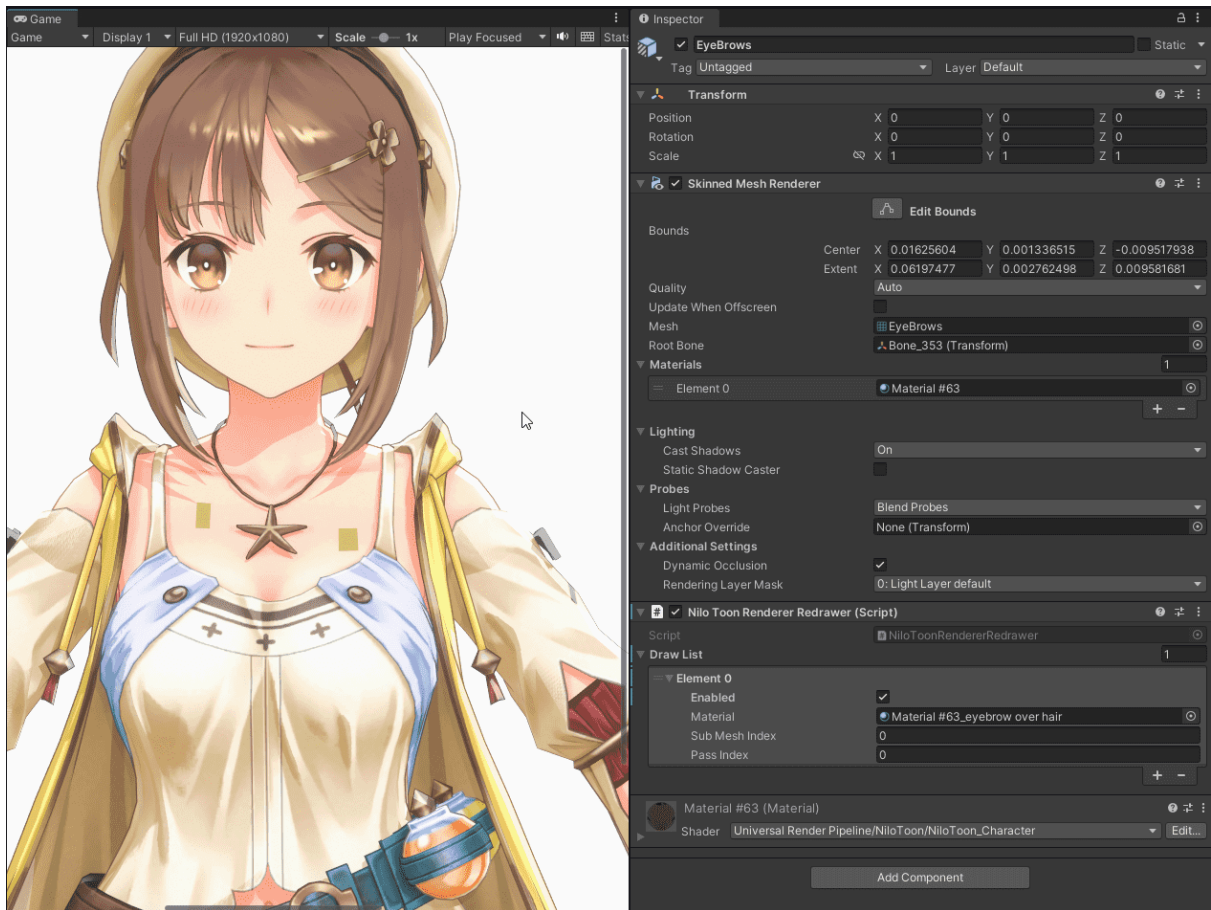 Game
Game Display 1 Full HD (1920x1080) Scale 1x Play Focused Stats
Inspector
EyeBrows Static
Tag Untagged Layer Default
Transform
Position X 0 Y 0 Z 0
Rotation X 0 Y 0 Z 0
Scale X 1 Y 1 Z 1
Skinned Mesh Renderer
Edit Bounds
Bounds
Center X 0.01625604 Y 0.001336515 Z -0.009517938
Extent X 0.06197477 Y 0.002762498 Z 0.009581681
Quality Auto
Update When Offscreen
Mesh EyeBrows
Root Bone Bone_353 (Transform)
Materials 1
Element 0 Material #63
+ −
Lighting
Cast Shadows On
Static Shadow Caster
Probes
Light Probes Blend Probes
Anchor Override None (Transform)
Additional Settings
Dynamic Occlusion
Rendering Layer Mask 0: Light Layer default
# Nilo Toon Renderer Redrawer (Script)
Script NiloToonRendererRedrawer
Draw List 1
Element 0
Enabled
Material Material #63_eyebrow over hair
Sub Mesh Index 0
Pass Index 0
+ −
Material #63 (Material)
Shader Universal Render Pipeline/NiloToon/NiloToon_Character Edit...
Add Component